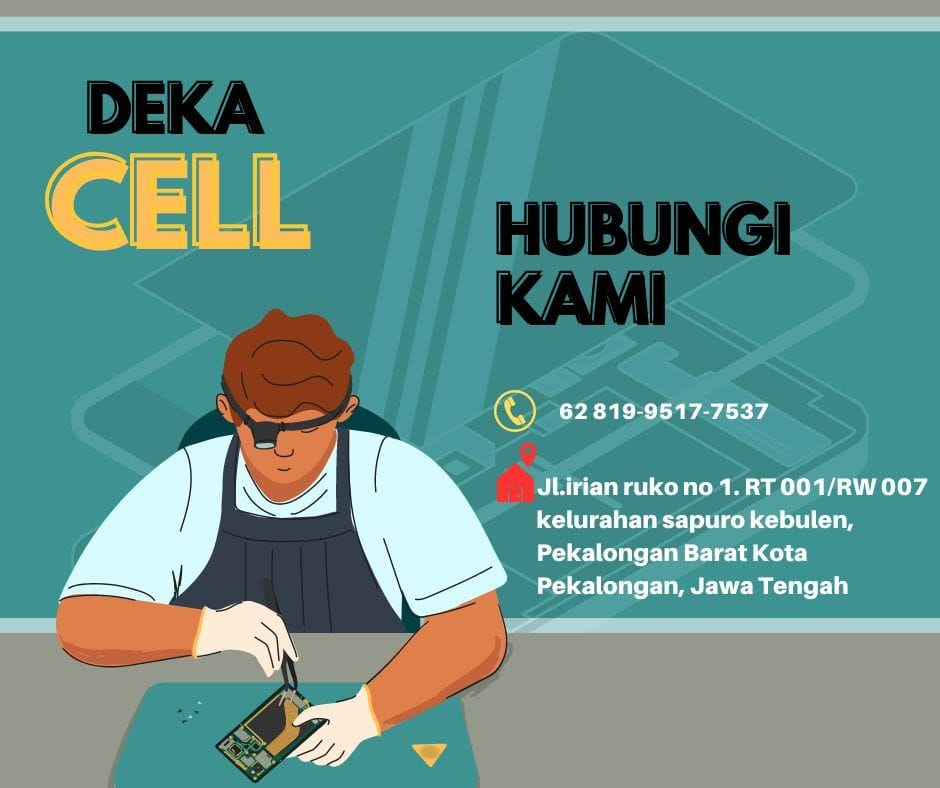 DEKA
CELL
HUBUNGI
KAMI
62 819-9517-7537
Jl.irian ruko no 1. RT 001/RW 007
kelurahan sapuro kebulen,
Pekalongan Barat Kota
Pekalongan, Jawa Tengah